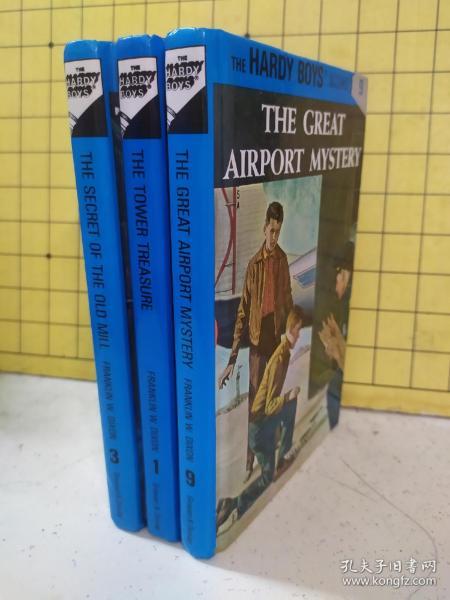 THE
HARDY
BOYS
THE SECRET OF THE OLD MILL
FRANKLIN W. DIXON
3
THE
HARDY
BOYS
THE TOWER TREASURE
FRANKLIN W. DIXON
1
THE
HARDY
BOYS
THE GREAT AIRPORT MYSTERY
FRANKLIN W. DIXON
9
THE HARDY BOYS
9
THE GREAT
AIRPORT MYSTERY
孔夫子旧书网
www.kongfz.com